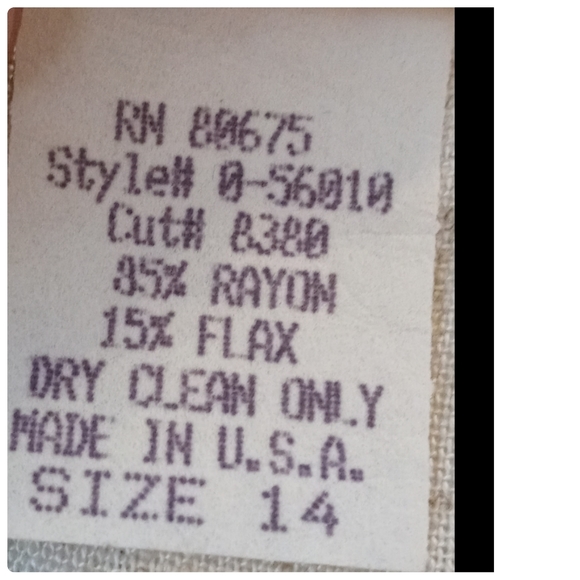 RN 80675
Style# 0-56010
Cut# 8380
85% RAYON
15% FLAX
DRY CLEAN ONLY
MADE IN U.S.A.
SIZE 14